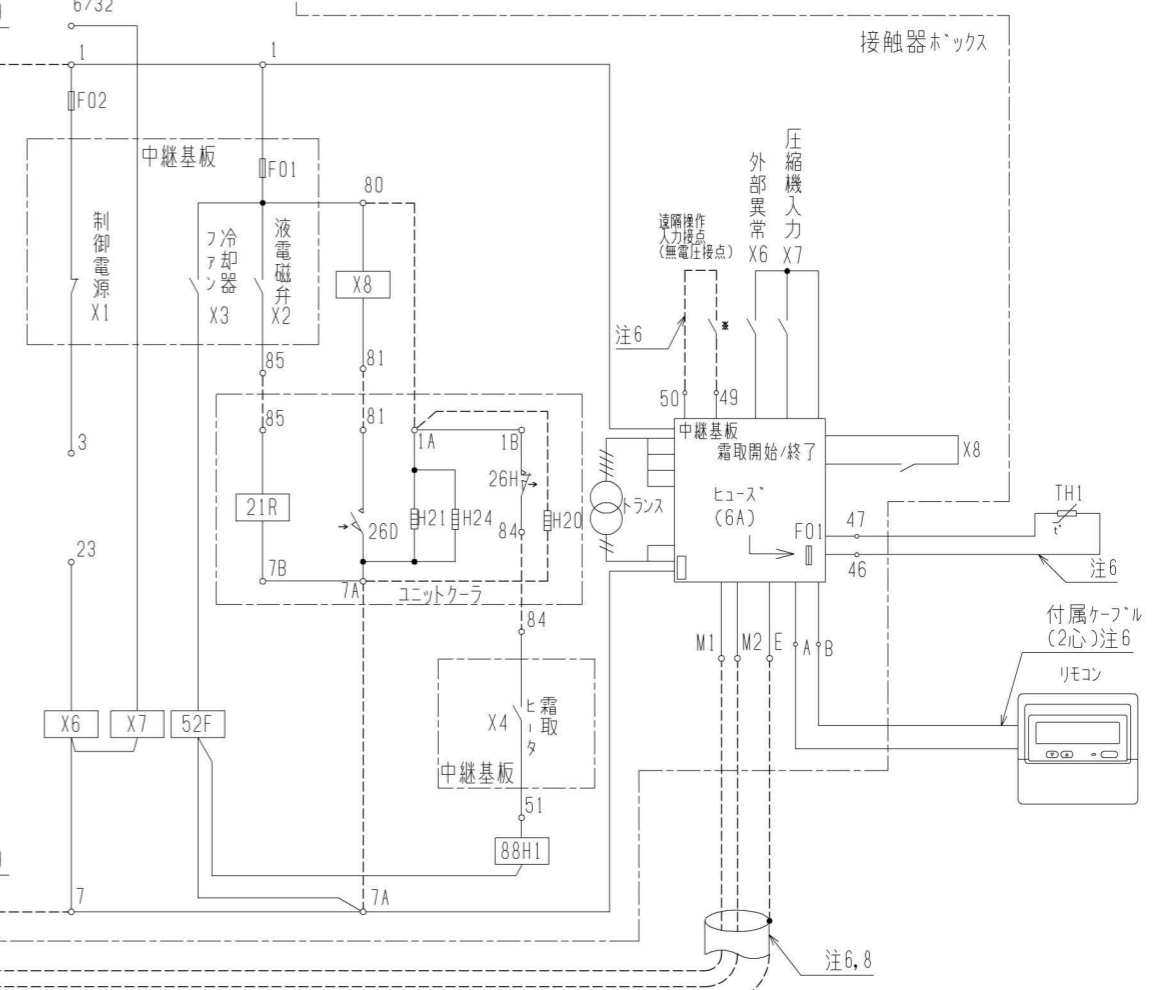 6732
接触器ボックス
1
1
F02
中継基板
F01
80
制御電源
X1
冷却器
ファン
X3
液電磁弁
X2
X8
遠隔操作
入力接点
(無電圧接点)
外部異常
X6
圧縮機入力
X7
注6
85
81
50
49
85
81
1A
1B
中継基板
霜取開始/終了
X8
3
26H
21R
26D
H21
H24
84
H20
トランス
ヒューズ
(6A)
F01
47
46
TH1
t°
注6
23
7B
7A
ユニットクーラ
84
M1
M2
E
A
B
付属ケーブル
(2心)注6
リモコン
X6
X7
52F
X4
霜取
ヒータ
中継基板
51
88H1
7
7A
注6,8